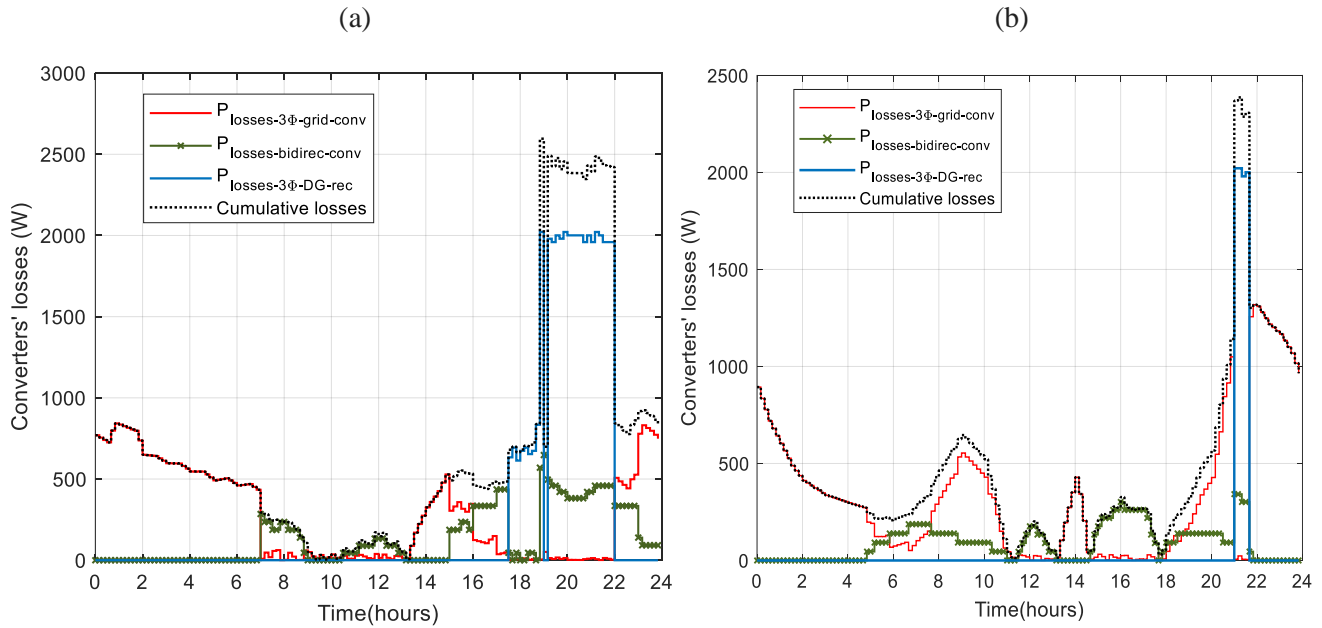 (a)
3000
2500
2000
1500
1000
500
0
Converters' losses (W)
P losses-3Φ-grid-conv
P losses-bidirec-conv
P losses-3Φ-DG-rec
Cumulative losses
0 2 4 6 8 10 12 14 16 18 20 22 24
Time(hours)
(b)
2500
2000
1500
1000
500
0
Converters' losses (W)
P losses-3Φ-grid-conv
P losses-bidirec-conv
P losses-3Φ-DG-rec
Cumulative losses
0 2 4 6 8 10 12 14 16 18 20 22 24
Time(hours)